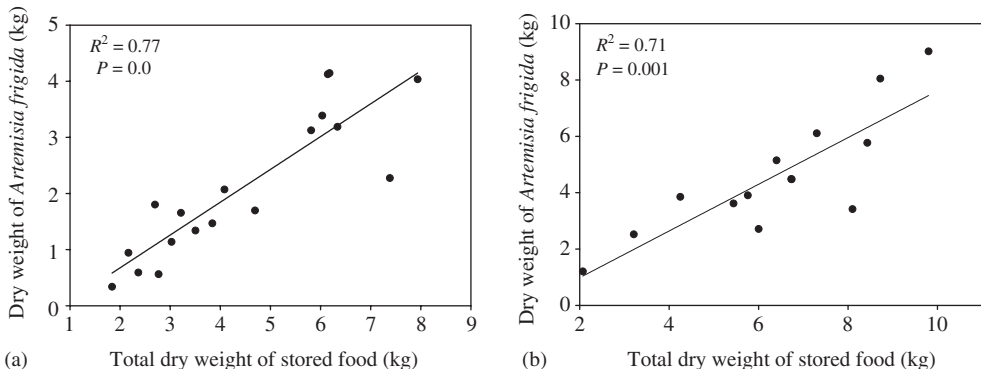 5
4
3
2
1
0
R² = 0.77
P = 0.0
Dry weight of Artemisia frigida (kg)
1 2 3 4 5 6 7 8 9
(a) Total dry weight of stored food (kg)
10
8
6
4
2
0
R² = 0.71
P = 0.001
Dry weight of Artemisia frigida (kg)
2 4 6 8 10
(b) Total dry weight of stored food (kg)